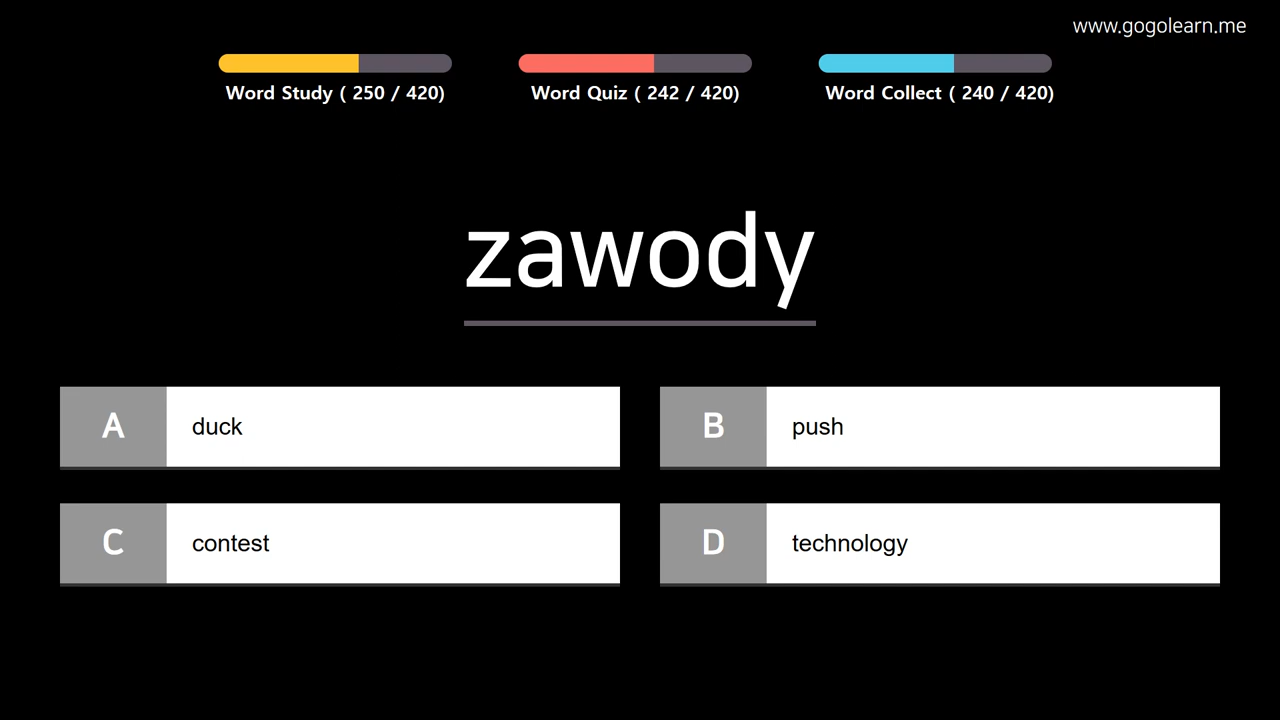 www.gogolearn.me
Word Study ( 250 / 420)
Word Quiz ( 242 / 420)
Word Collect ( 240 / 420)
zawody
A duck
B push
C contest
D technology